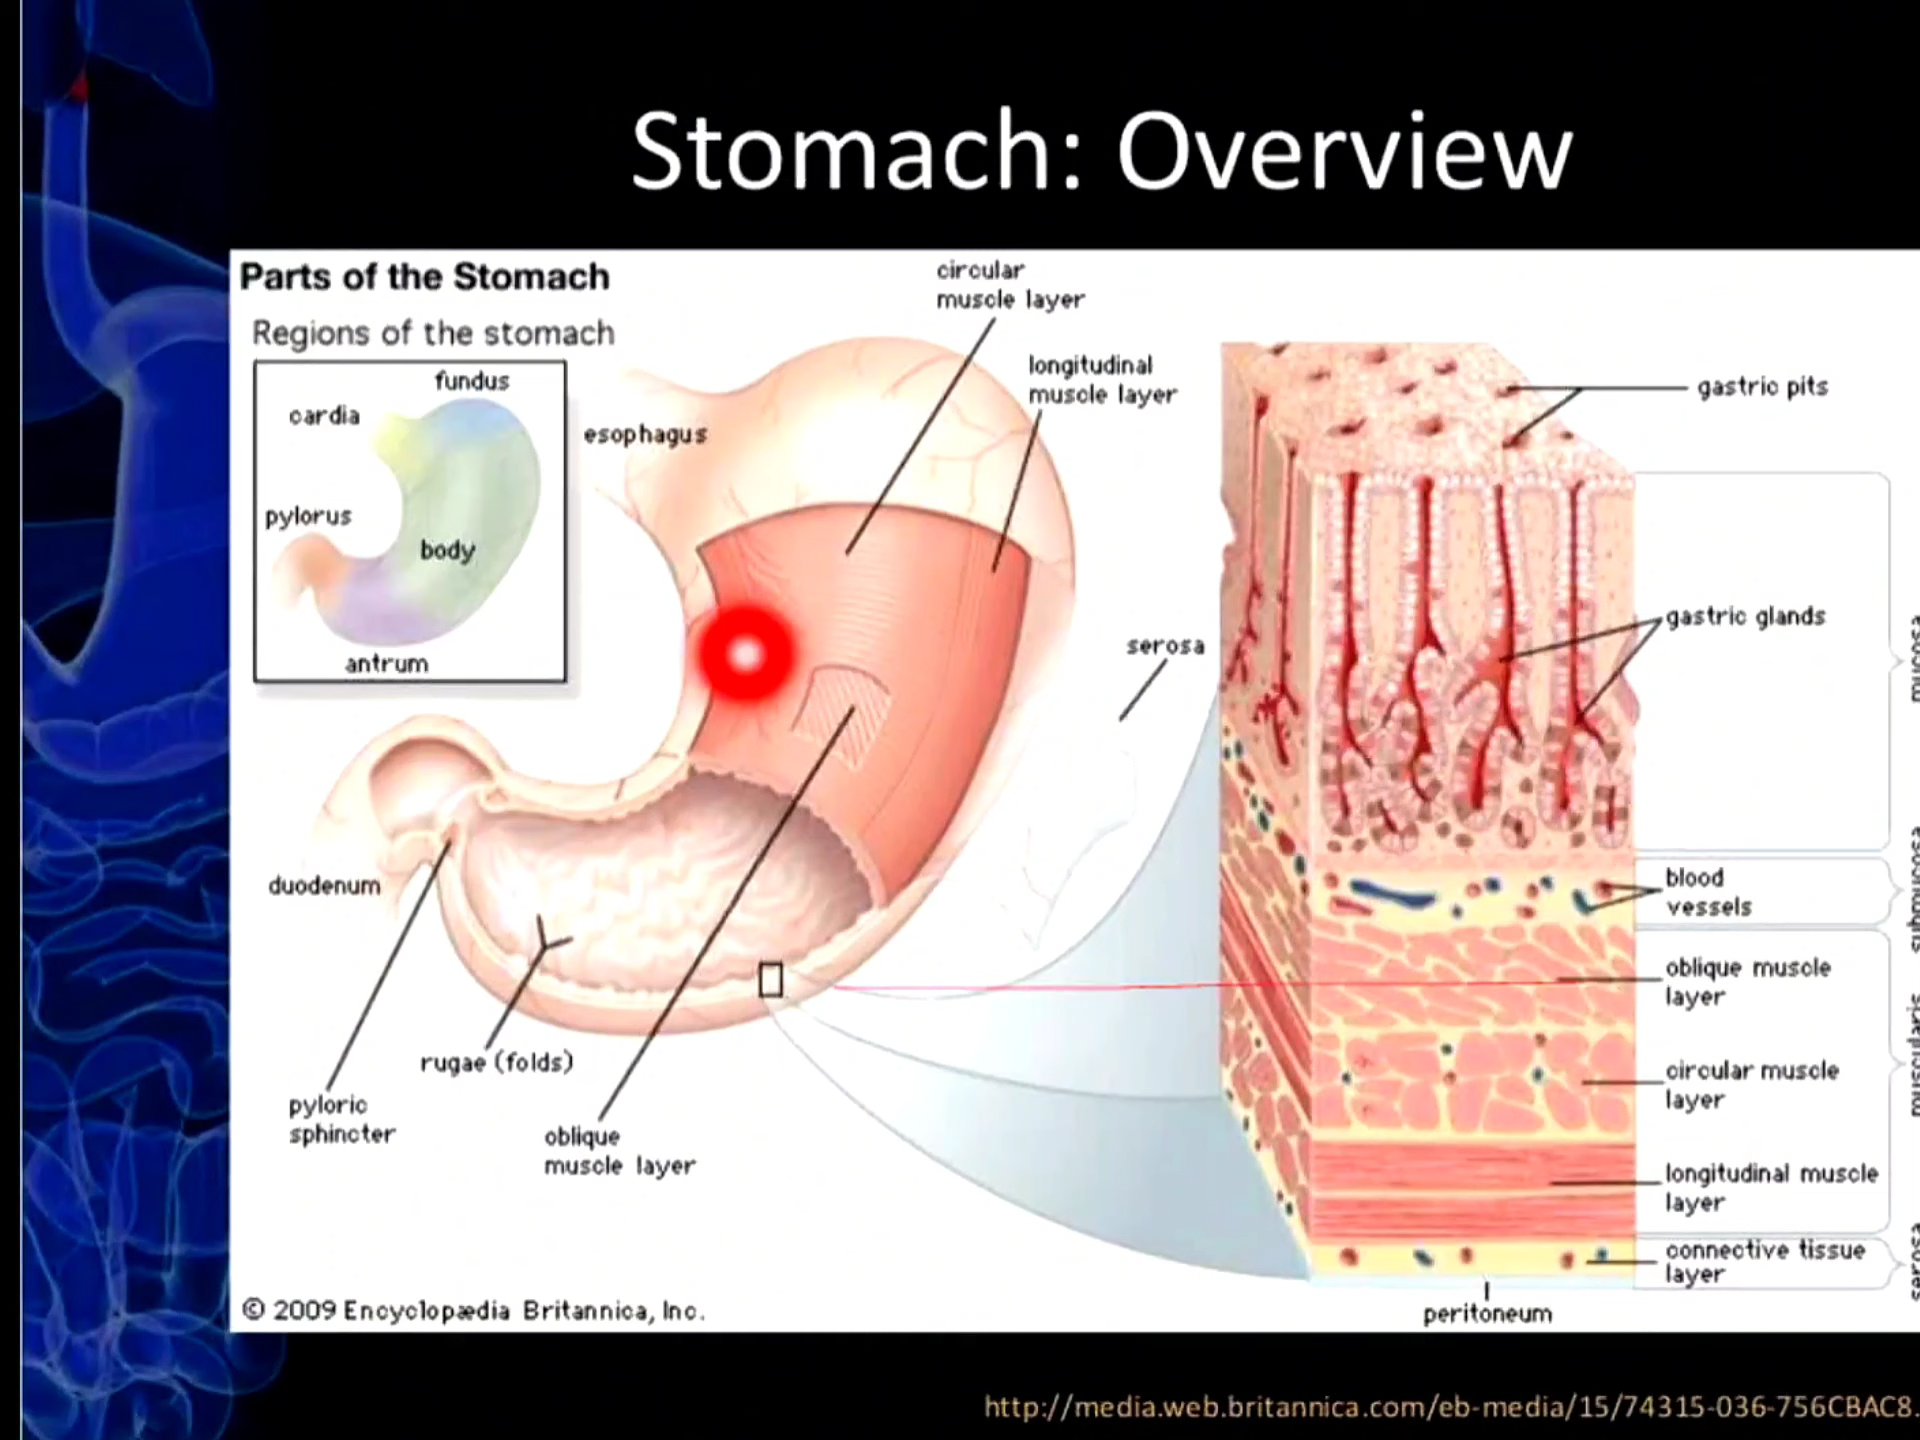 Stomach: Overview
Parts of the Stomach
Regions of the stomach
fundus
cardia
pylorus
body
antrum
esophagus
circular
muscle layer
longitudinal
muscle layer
serosa
duodenum
rugae (folds)
pyloric
sphincter
oblique
muscle layer
gastric pits
gastric glands
blood
vessels
oblique muscle
layer
circular muscle
layer
longitudinal muscle
layer
connective tissue
layer
peritoneum
mucosa
submucosa
muscularis
serosa
© 2009 Encyclopædia Britannica, Inc.
http://media.web.britannica.com/eb-media/15/74315-036-756CBAC8.